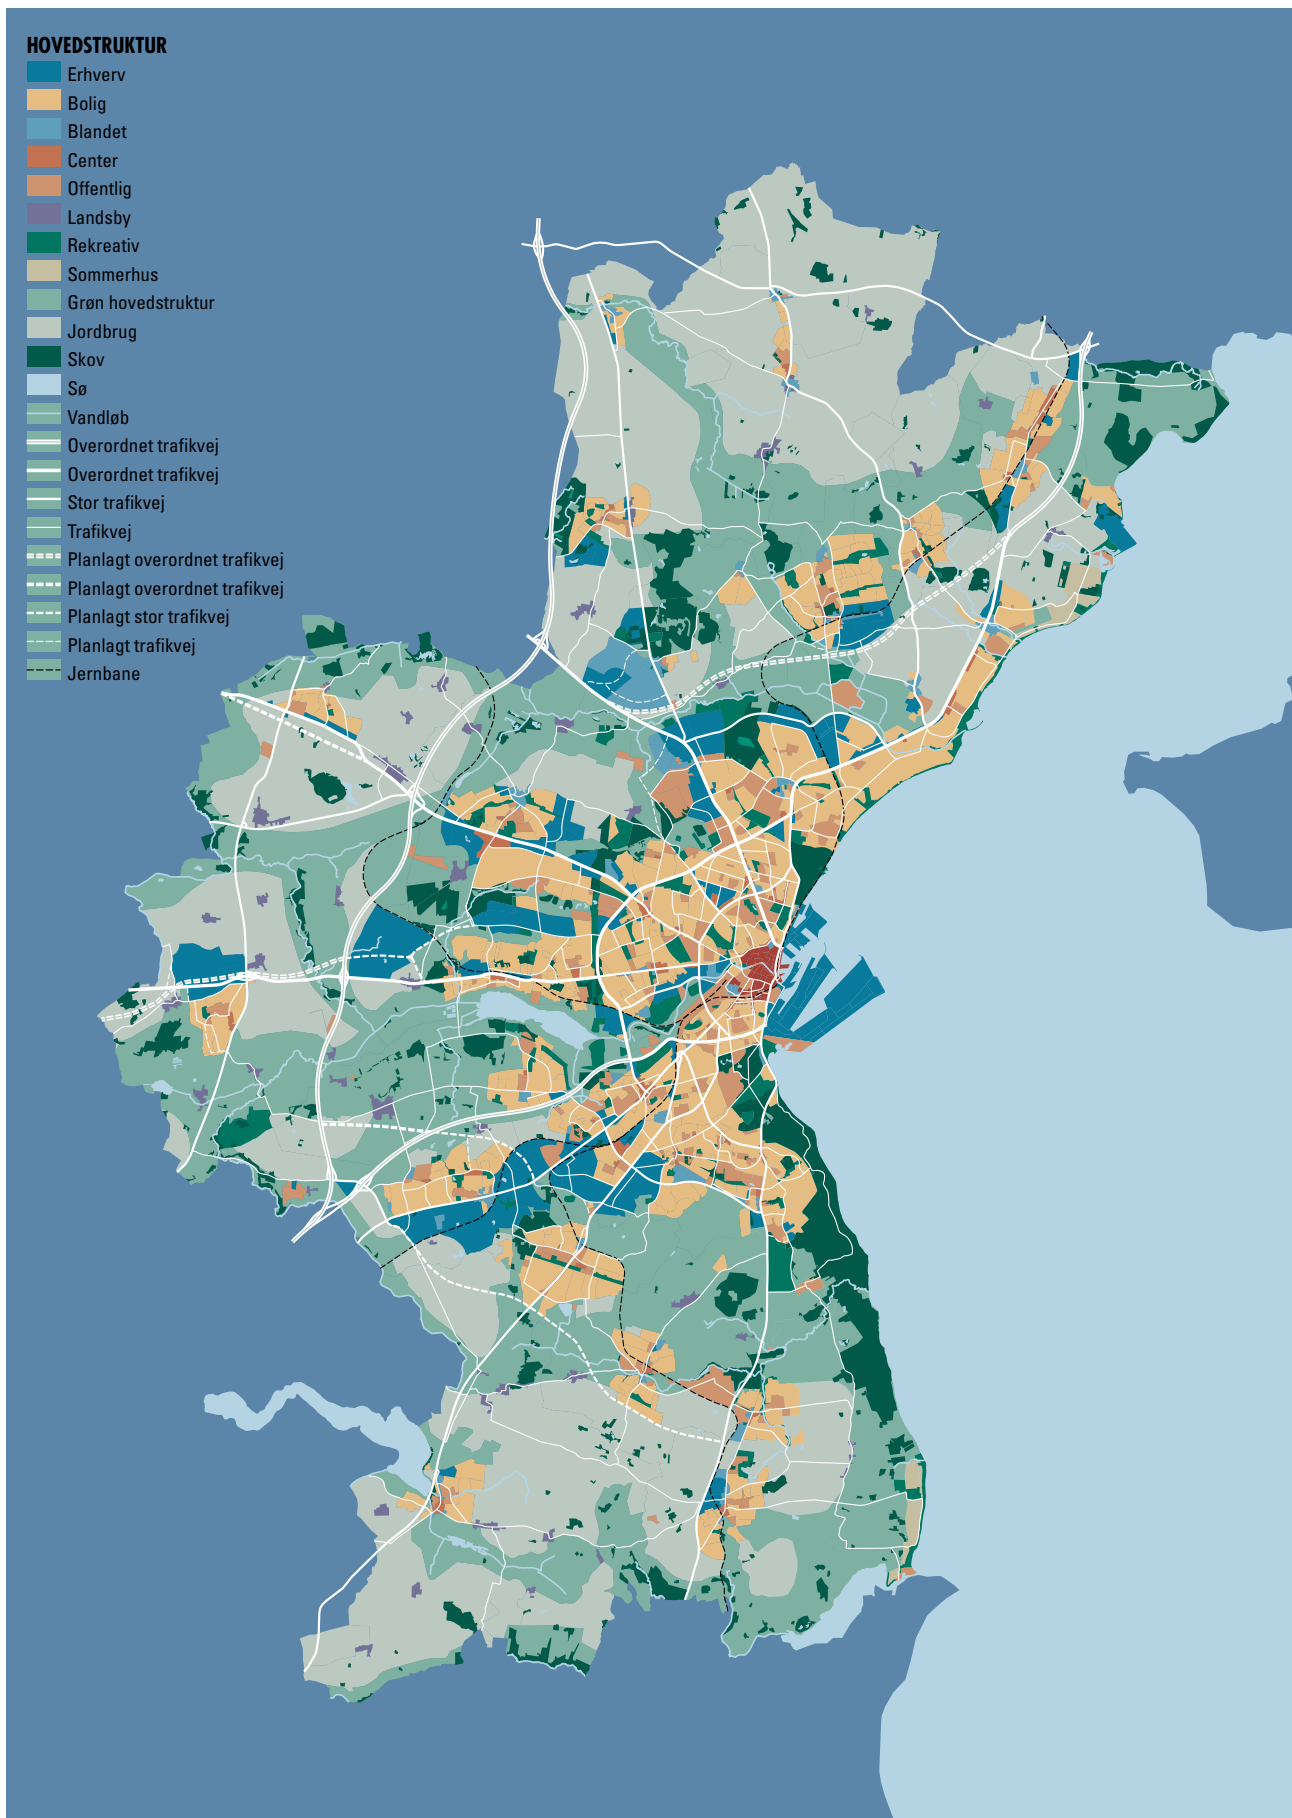 HOVEDSTRUKTUR
Erhverv
Bolig
Blandet
Center
Offentlig
Landsby
Rekreativ
Sommerhus
Grøn hovedstruktur
Jordbrug
Skov
Sø
Vandløb
Overordnet trafikvej
Overordnet trafikvej
Stor trafikvej
Trafikvej
Planlagt overordnet trafikvej
Planlagt overordnet trafikvej
Planlagt stor trafikvej
Planlagt trafikvej
Jernbane